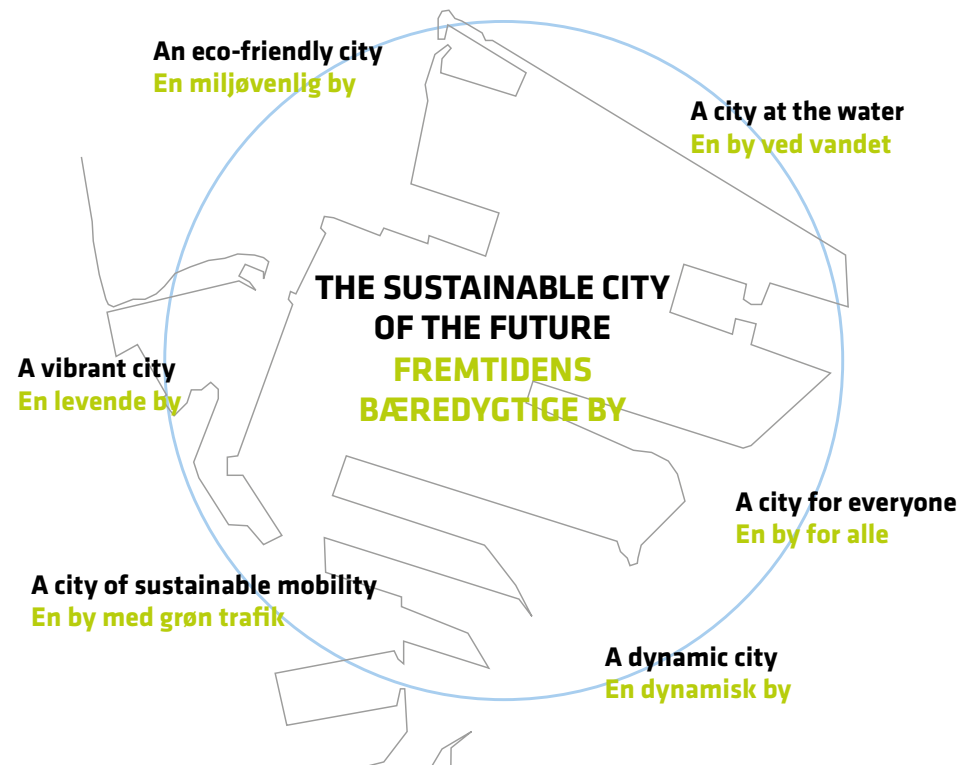 An eco-friendly city
En miljøvenlig by
A city at the water
En by ved vandet
THE SUSTAINABLE CITY
OF THE FUTURE
FREMTIDENS
BÆREDYGTIGE BY
A vibrant city
En levende by
A city for everyone
En by for alle
A city of sustainable mobility
En by med grøn trafik
A dynamic city
En dynamisk by